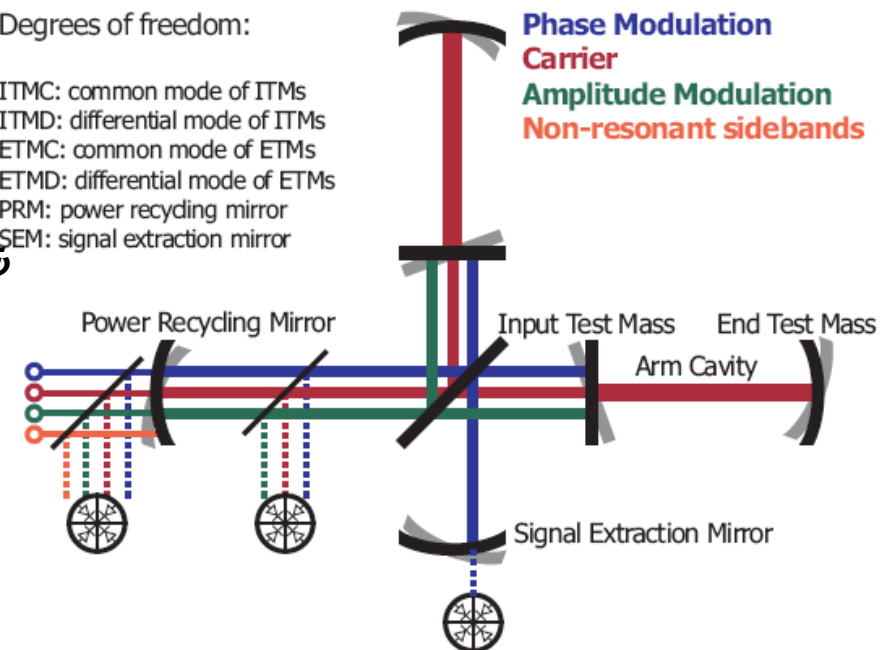 Degrees of freedom:
ITMC: common mode of ITMs
ITMD: differential mode of ITMs
ETMC: common mode of ETMs
ETMD: differential mode of ETMs
PRM: power recycling mirror
SEM: signal extraction mirror
Phase Modulation
Carrier
Amplitude Modulation
Non-resonant sidebands
Power Recycling Mirror
Input Test Mass
End Test Mass
Arm Cavity
Signal Extraction Mirror